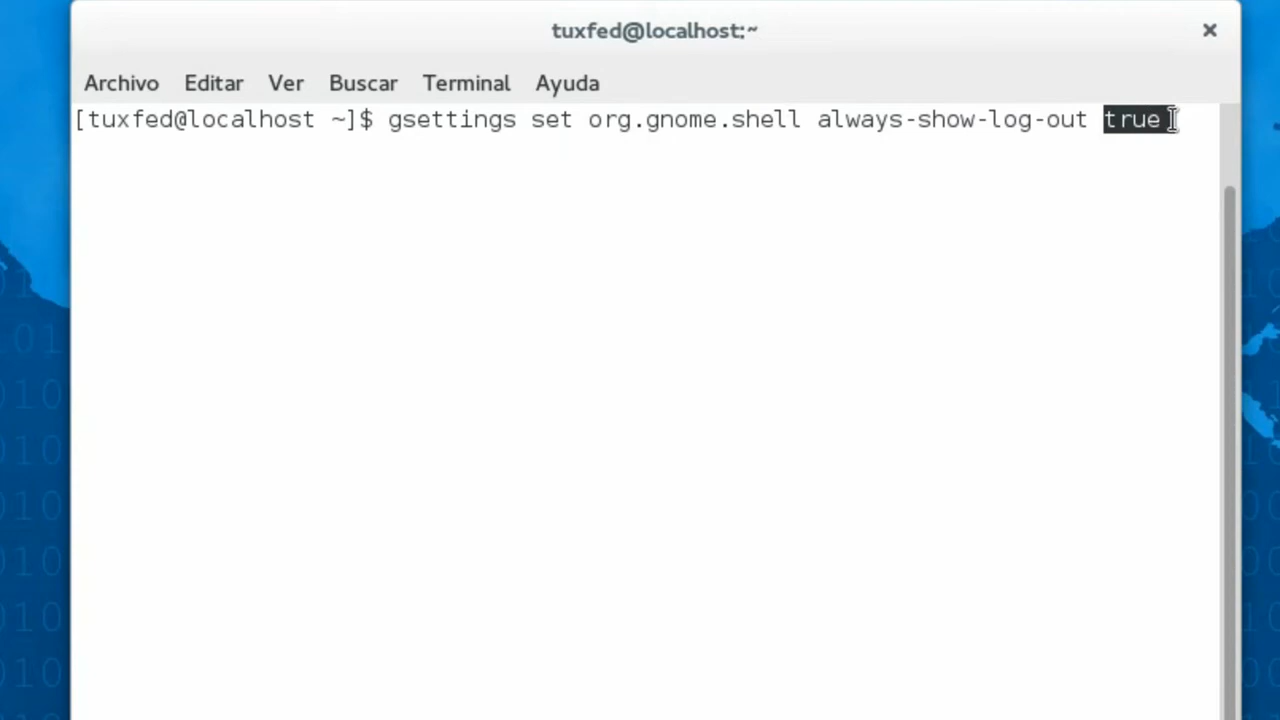 tuxfed@localhost:~
Archivo Editar Ver Buscar Terminal Ayuda
[tuxfed@localhost ~]$ gsettings set org.gnome.shell always-show-log-out true